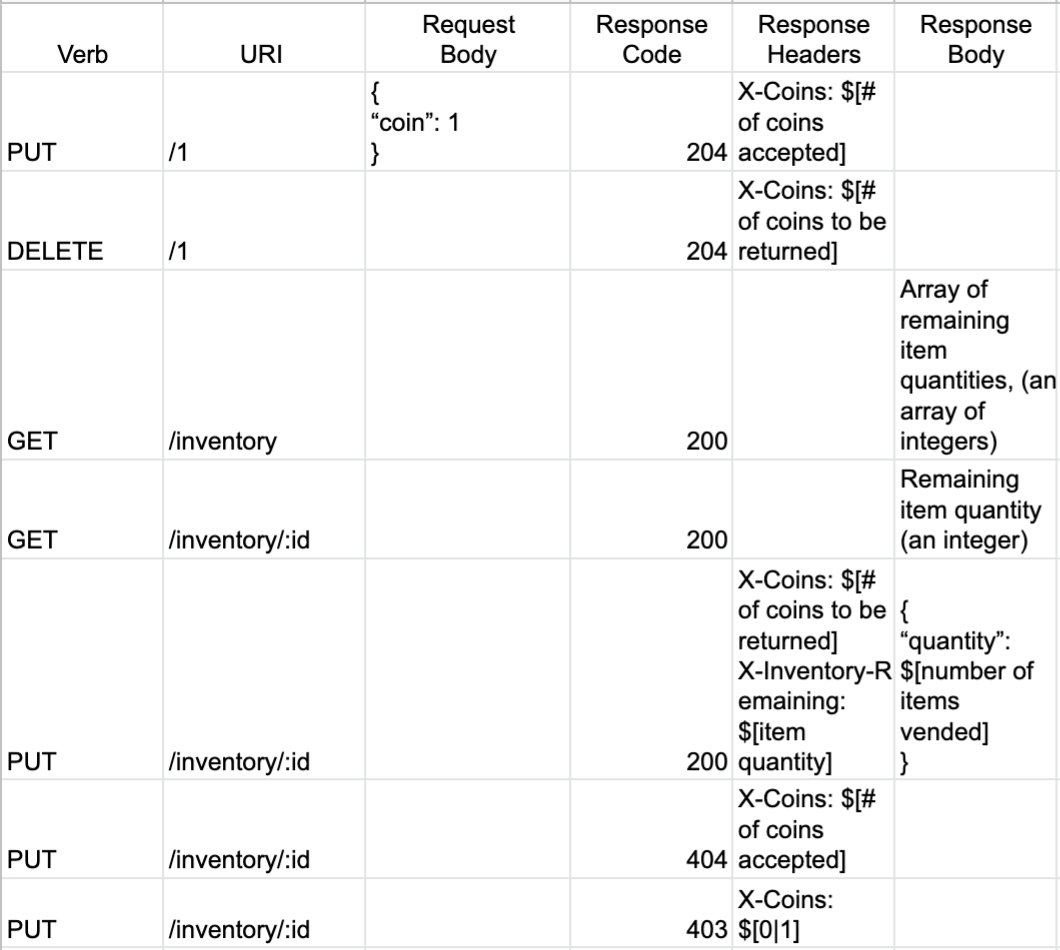 Verb
URI
Request
Body
Response
Code
Response
Headers
Response
Body
PUT
/1
{
“coin”: 1
}
204
X-Coins: $[#
of coins
accepted]
DELETE
/1
204
X-Coins: $[#
of coins to be
returned]
GET
/inventory
200
Array of
remaining
item
quantities, (an
array of
integers)
GET
/inventory/:id
200
Remaining
item quantity
(an integer)
PUT
/inventory/:id
200
X-Coins: $[#
of coins to be
returned]
X-Inventory-R
emaining:
$[item
quantity]
{
“quantity”:
$[number of
items
vended]
}
PUT
/inventory/:id
404
X-Coins: $[#
of coins
accepted]
PUT
/inventory/:id
403
X-Coins:
$[0|1]